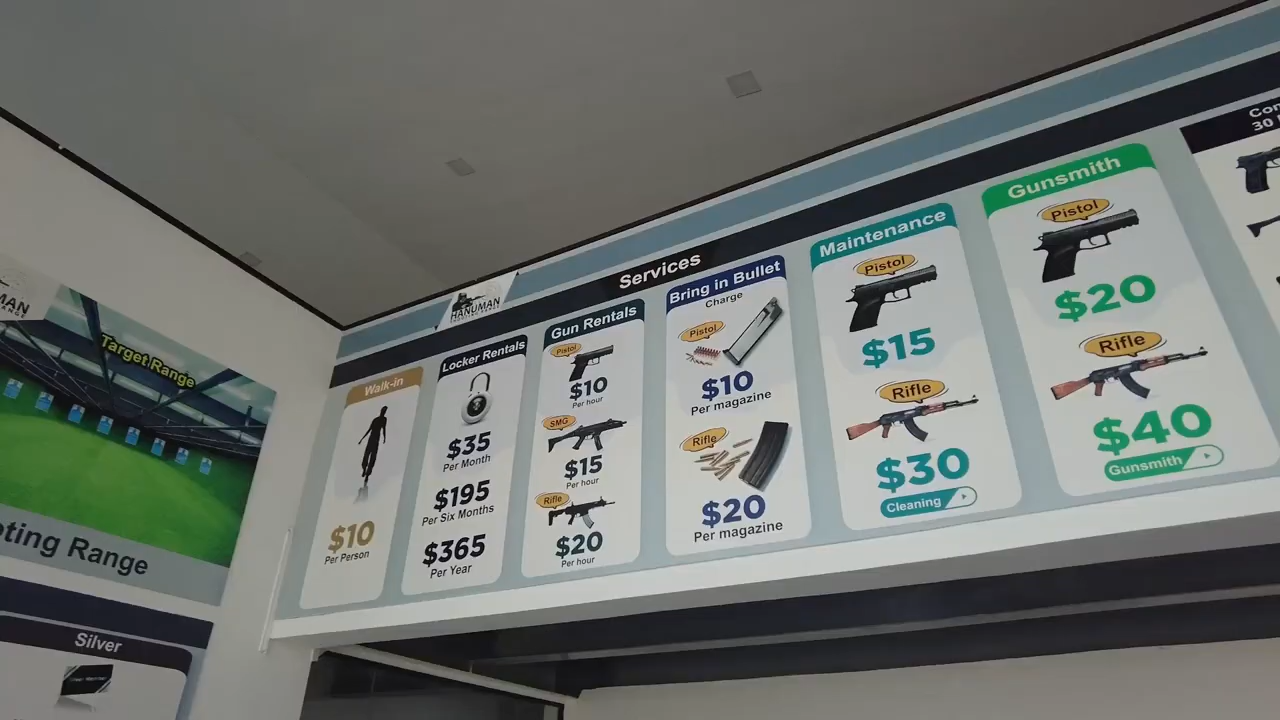 MAN
Target Range
ting Range
Silver
HANUMAN
Services
Walk-in
$10
Per Person
Locker Rentals
$35
Per Month
$195
Per Six Months
$365
Per Year
Gun Rentals
Pistol
$10
Per hour
SMG
$15
Per hour
Rifle
$20
Per hour
Bring in Bullet
Charge
Pistol
$10
Per magazine
Rifle
$20
Per magazine
Maintenance
Pistol
$15
Rifle
$30
Cleaning
Gunsmith
Pistol
$20
Rifle
$40
Gunsmith
Com
30